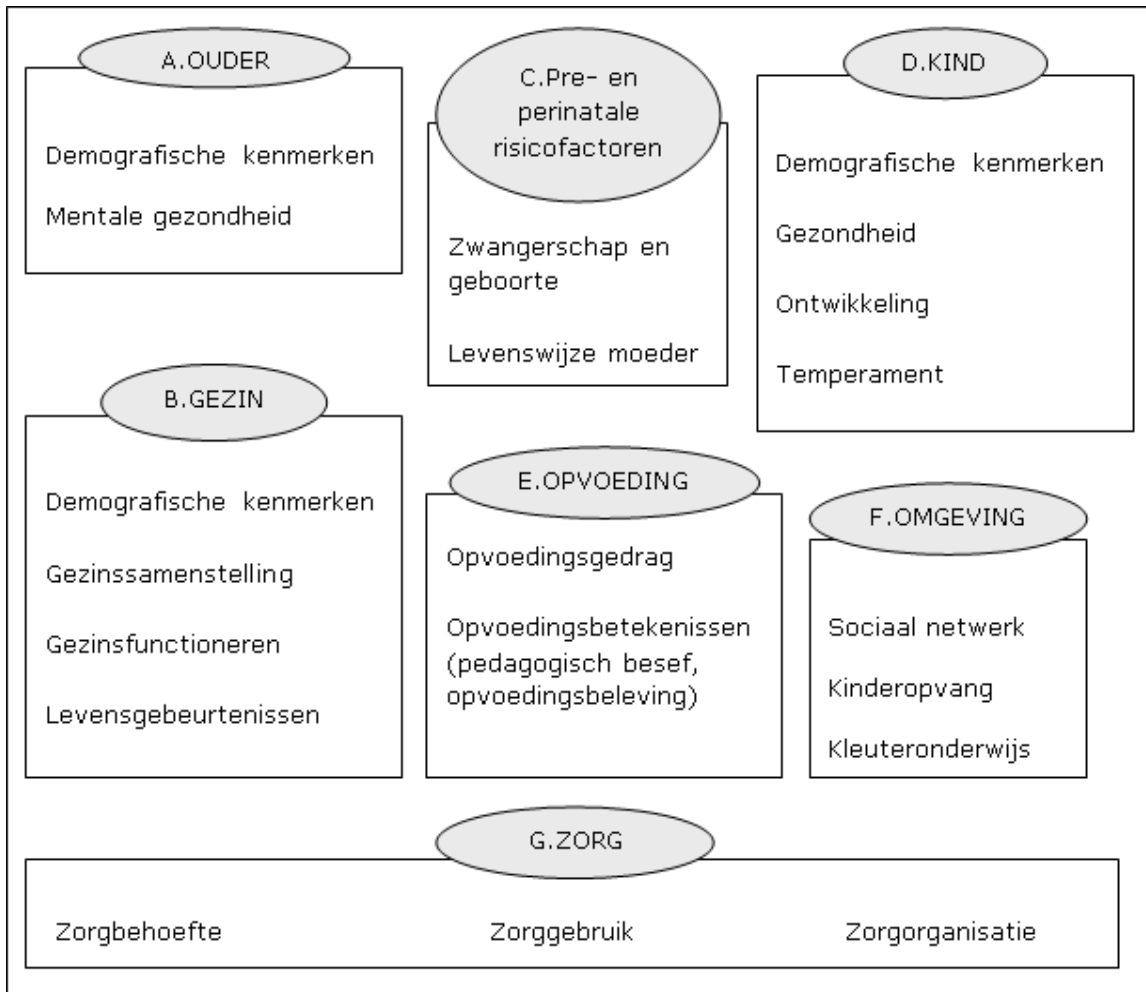 A.OUDER
Demografische kenmerken
Mentale gezondheid
B.GEZIN
Demografische kenmerken
Gezinssamenstelling
Gezinsfunctioneren
Levensgebeurtenissen
C.Pre- en
perinatale
risicofactoren
Zwangerschap en
geboorte
Levenswijze moeder
D.KIND
Demografische kenmerken
Gezondheid
Ontwikkeling
Temperament
E.OPVOEDING
Opvoedingsgedrag
Opvoedingsbetekenissen
(pedagogisch besef,
opvoedingsbeleving)
F.OMGEVING
Sociaal netwerk
Kinderopvang
Kleuteronderwijs
G.ZORG
Zorgbehoefte
Zorggebruik
Zorgorganisatie